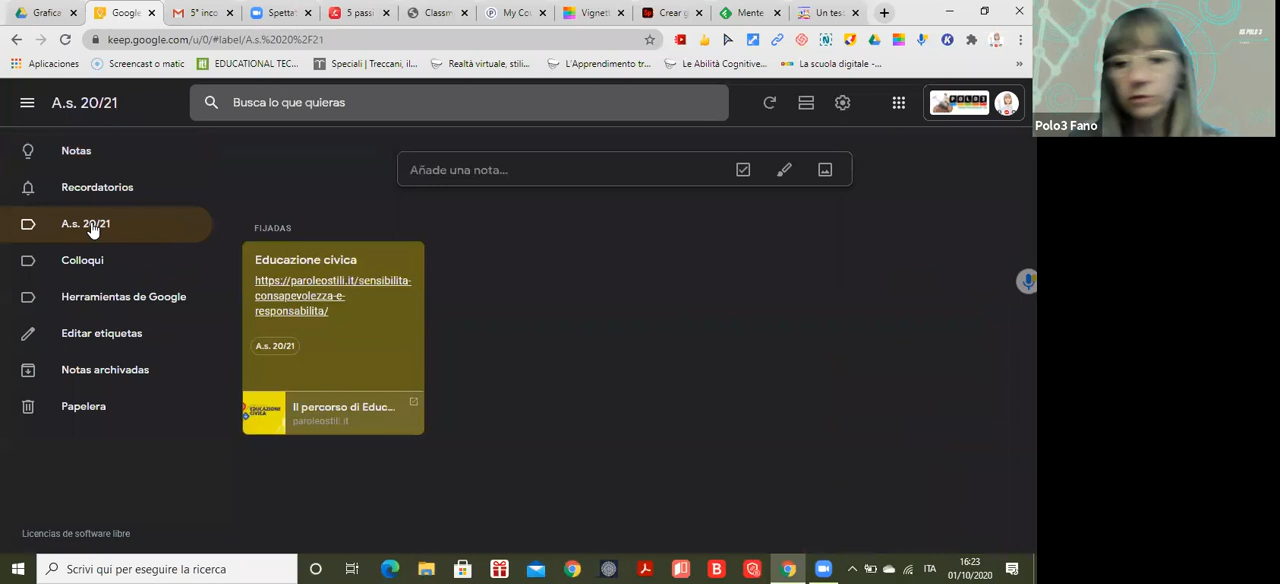 Grafica
Google
5° inco
Spetta
5 passi
Classm
My Co
Vignet
Crear g
Mente
Un tes
keep.google.com/u/0/#label/A.s.%2020%2F21
Aplicaciones
Screencast o matic
EDUCATIONAL TEC...
Speciali | Treccani, il...
Realtà virtuale, stili...
L'Apprendimento tr...
Le Abilità Cognitive...
La scuola digitale -...
»
A.s. 20/21
Busca lo que quieras
Polo3 Fano
Notas
Recordatorios
A.s. 20/21
Colloqui
Herramientas de Google
Editar etiquetas
Notas archivadas
Papelera
Añade una nota...
FIJADAS
Educazione civica
https://paroleostili.it/sensibilita-
consapevolezza-e-
responsabilita/
A.s. 20/21
Il percorso di Educ...
paroleostili.it
Licencias de software libre
Scrivi qui per eseguire la ricerca
ITA
16:23
01/10/2020